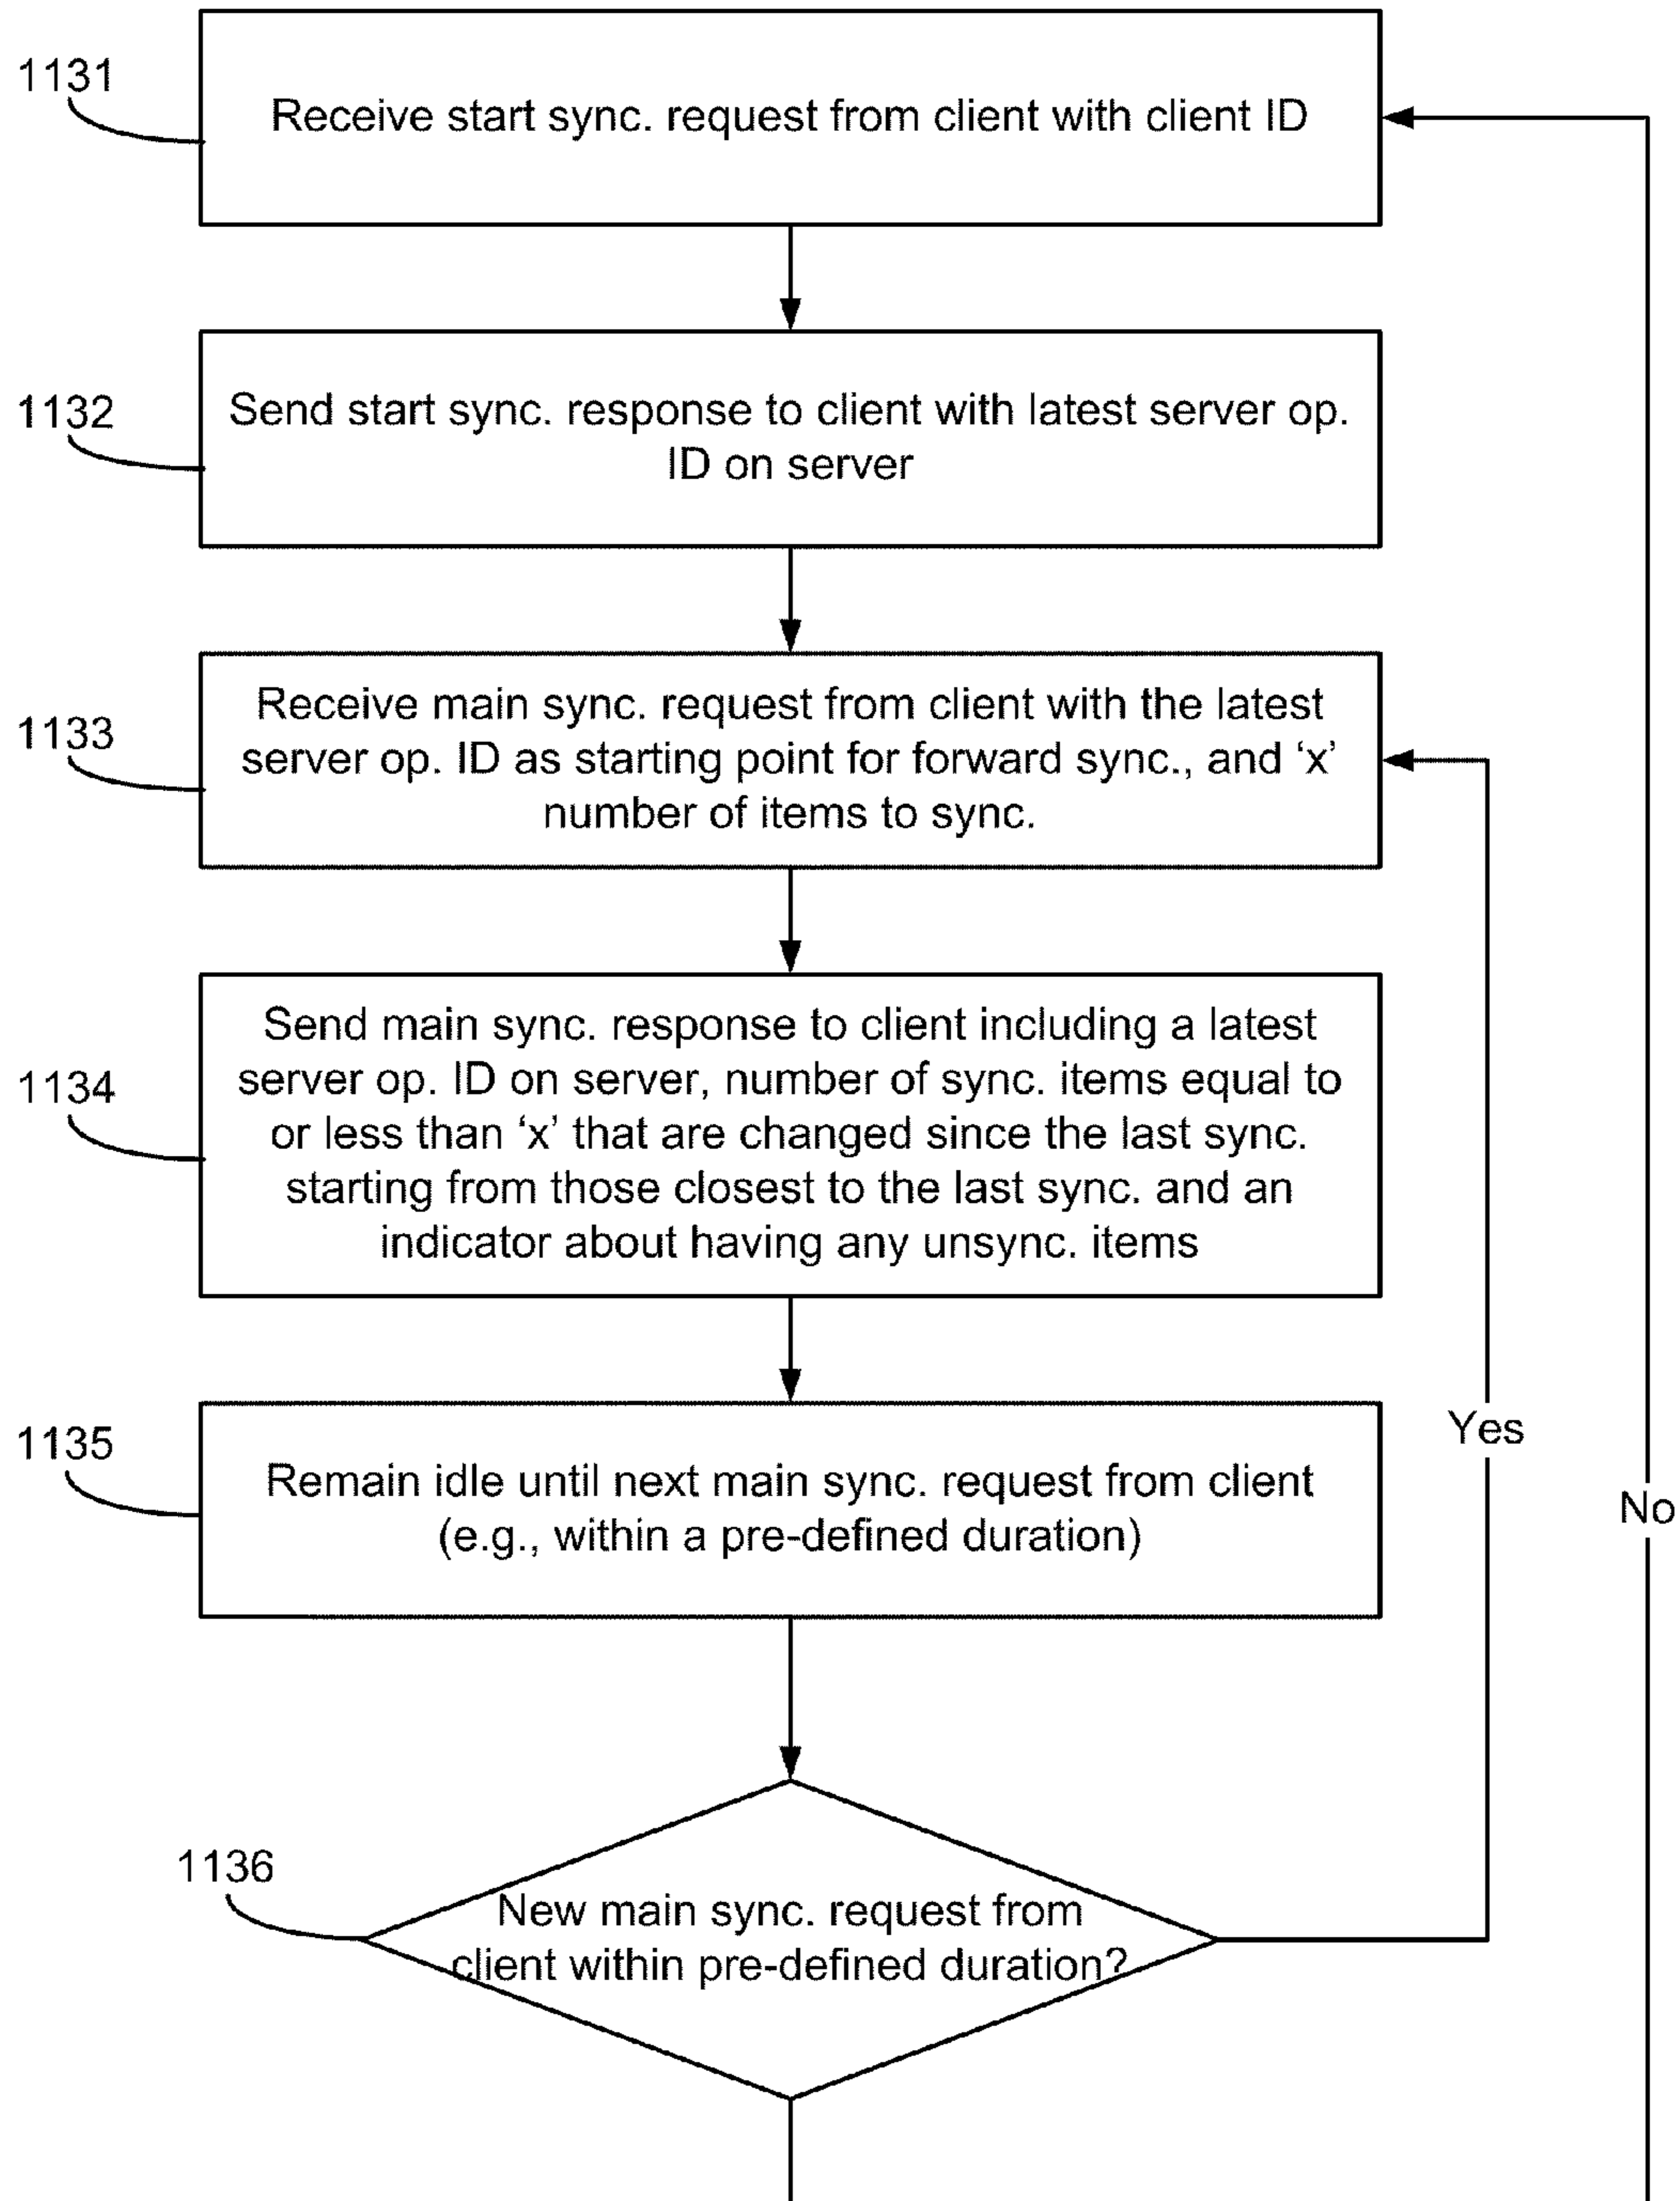 1131
Receive start sync. request from client with client ID
1132
Send start sync. response to client with latest server op.
ID on server
1133
Receive main sync. request from client with the latest
server op. ID as starting point for forward sync., and ‘x’
number of items to sync.
1134
Send main sync. response to client including a latest
server op. ID on server, number of sync. items equal to
or less than ‘x’ that are changed since the last sync.
starting from those closest to the last sync. and an
indicator about having any unsync. items
1135
Remain idle until next main sync. request from client
(e.g., within a pre-defined duration)
Yes
No
1136
New main sync. request from
client within pre-defined duration?